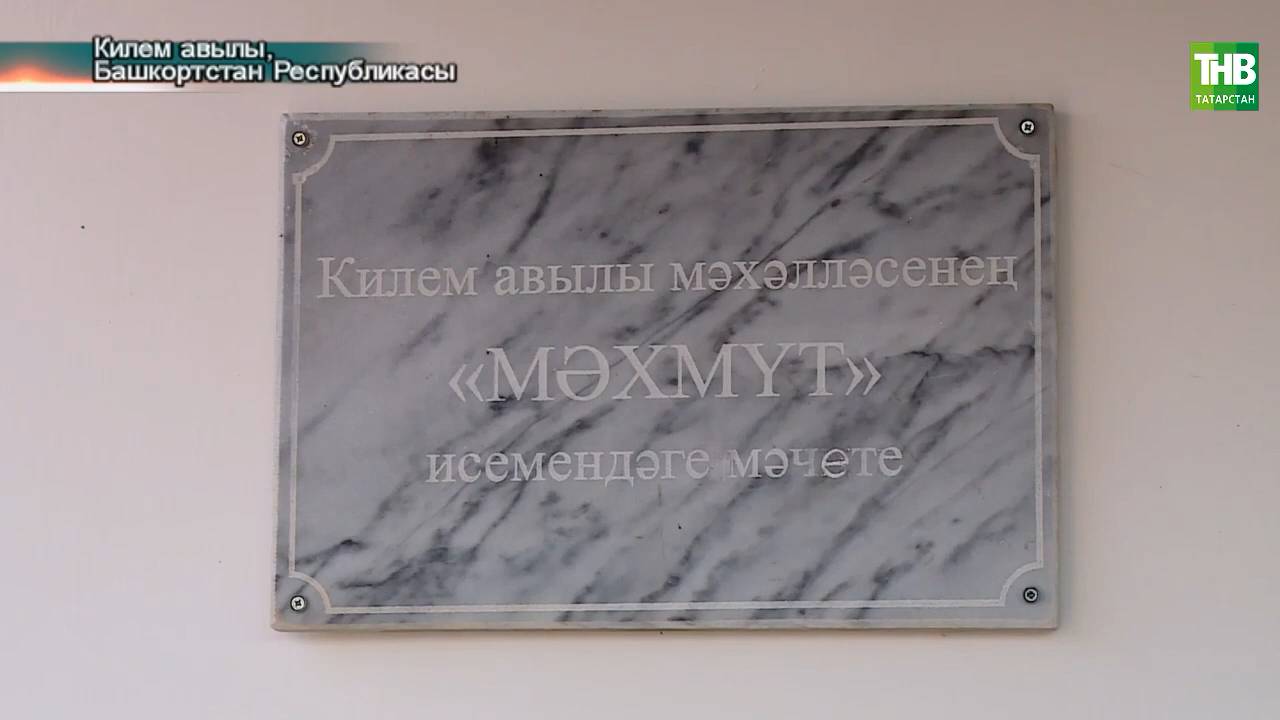 Килем авылы,
Башкортстан Республикасы
ТНВ
ТАТАРСТАН
Килем авылы мәхәлләсенең
«МӘХМҮТ»
исемендәге мәчете